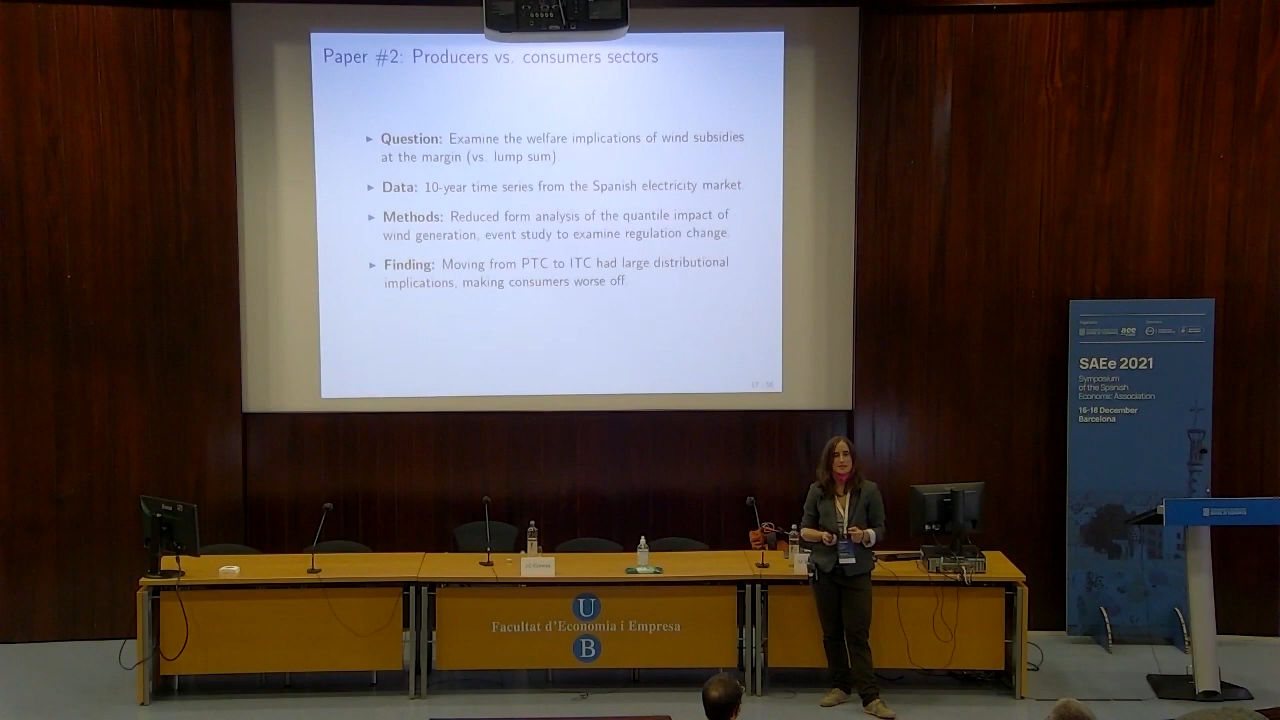 Paper #2: Producers vs. consumers sectors
► Question: Examine the welfare implications of wind subsidies
at the margin (vs. lump sum)
► Data: 10-year time series from the Spanish electricity market.
► Methods: Reduced form analysis of the quantile impact of
wind generation, event study to examine regulation change.
► Finding: Moving from PTC to ITC had large distributional
implications, making consumers worse off.
SAEe 2021
Symposium
of the Spanish
Economic Association
16-18 December
Barcelona
U
Facultat d'Economia i Empresa
B